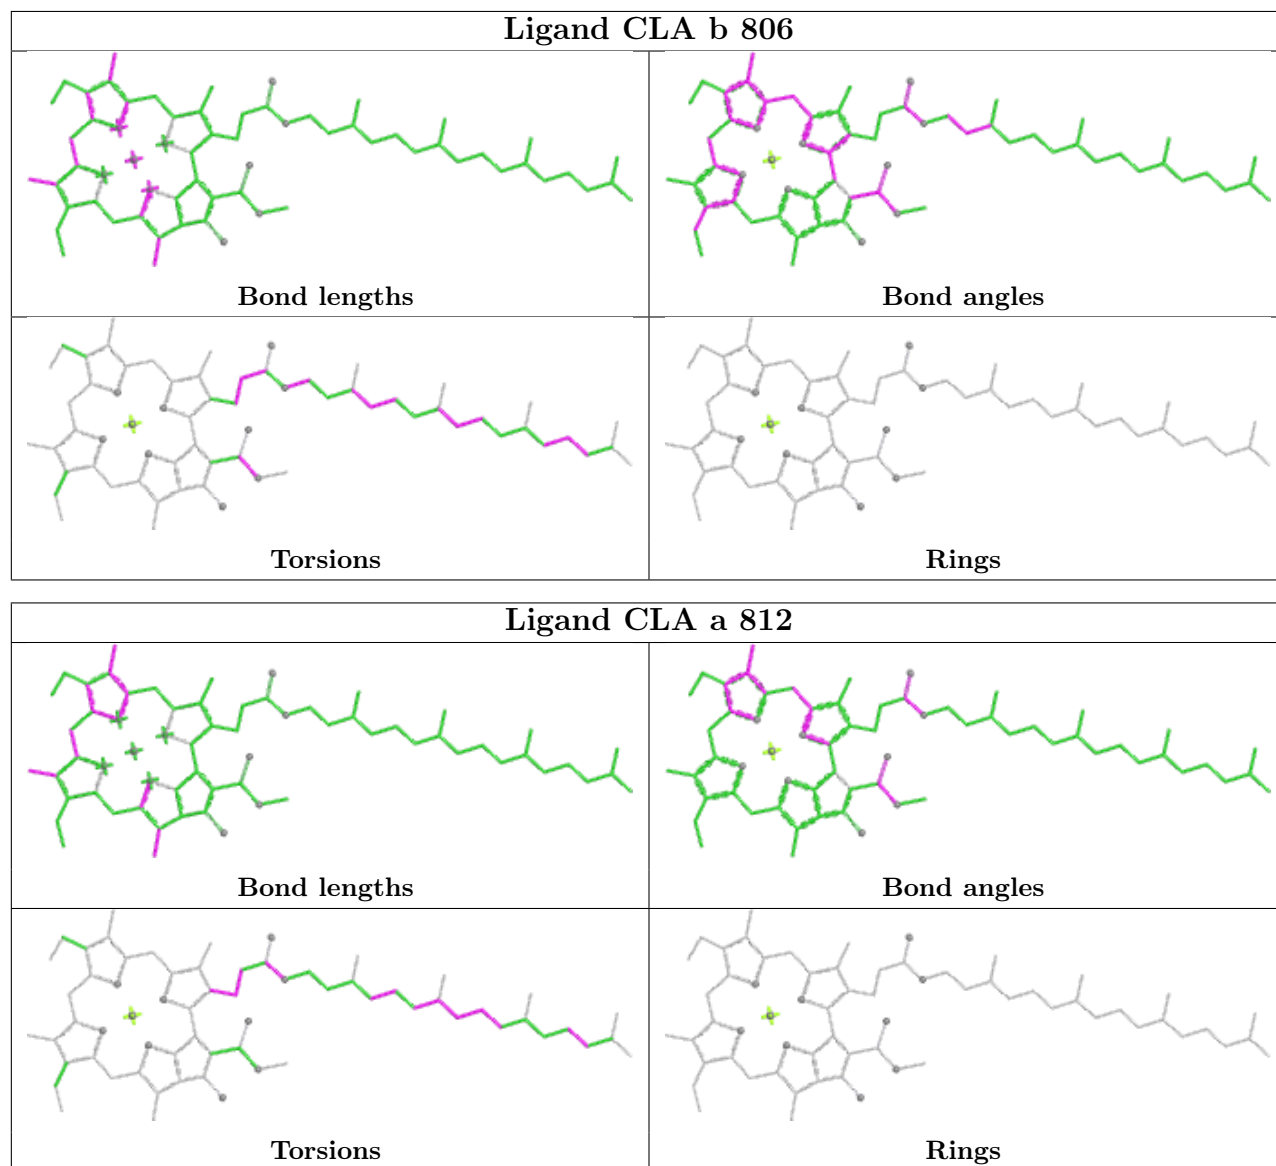 Ligand CLA b 806
Bond lengths
Bond angles
Torsions
Rings
Ligand CLA a 812
Bond lengths
Bond angles
Torsions
Rings